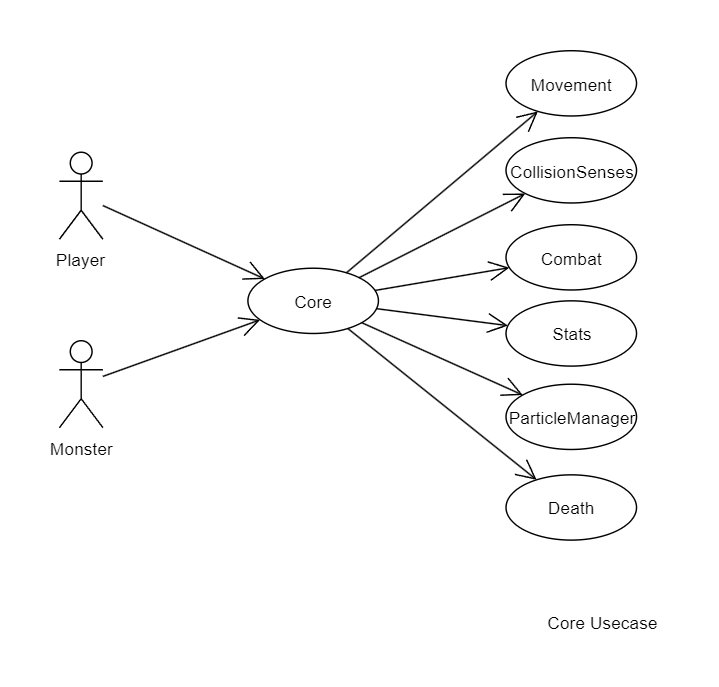 Movement
CollisionSenses
Player
Combat
Core
Stats
ParticleManager
Monster
Death
Core Usecase